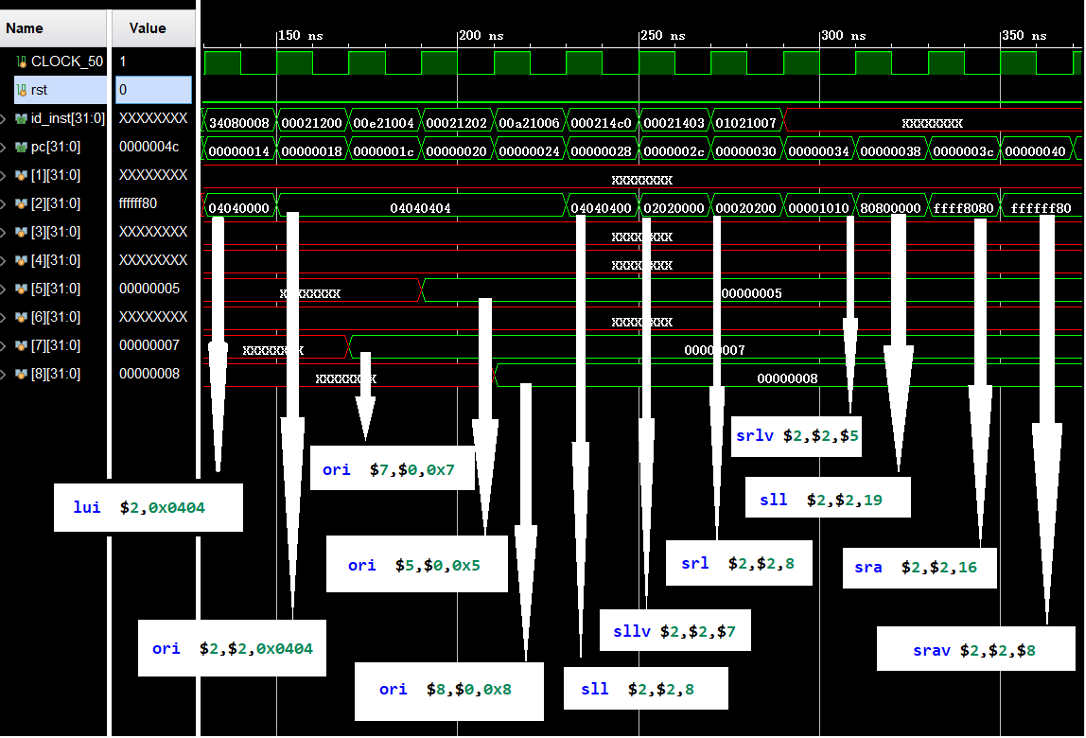 Name Value
150 ns 200 ns 250 ns 300 ns 350 ns
CLOCK_50 1
rst 0
id_inst[31:0] XXXXXXXX 34080008 00021200 00e21004 00021202 00a21006 000214c0 00021403 01021007 XXXXXXXX
pc[31:0] 0000004c 00000014 00000018 0000001c 00000020 00000024 00000028 0000002c 00000030 00000034 00000038 0000003c 00000040
[1][31:0] XXXXXXXX XXXXXXXX
[2][31:0] ffffff80 04040000 04040404 04040400 02020000 00020200 00001010 80800000 ffff8080 ffffff80
[3][31:0] XXXXXXXX XXXXXXXX
[4][31:0] XXXXXXXX XXXXXXXX
[5][31:0] 00000005 XXXXXXXX 00000005
[6][31:0] XXXXXXXX XXXXXXXX
[7][31:0] 00000007 XXXXXXXX 00000007
[8][31:0] 00000008 XXXXXXXX 00000008
srlv $2,$2,$5
ori $7,$0,0x7
sll $2,$2,19
lui $2,0x0404
ori $5,$0,0x5
srl $2,$2,8
sra $2,$2,16
sllv $2,$2,$7
ori $2,$2,0x0404
srav $2,$2,$8
ori $8,$0,0x8
sll $2,$2,8